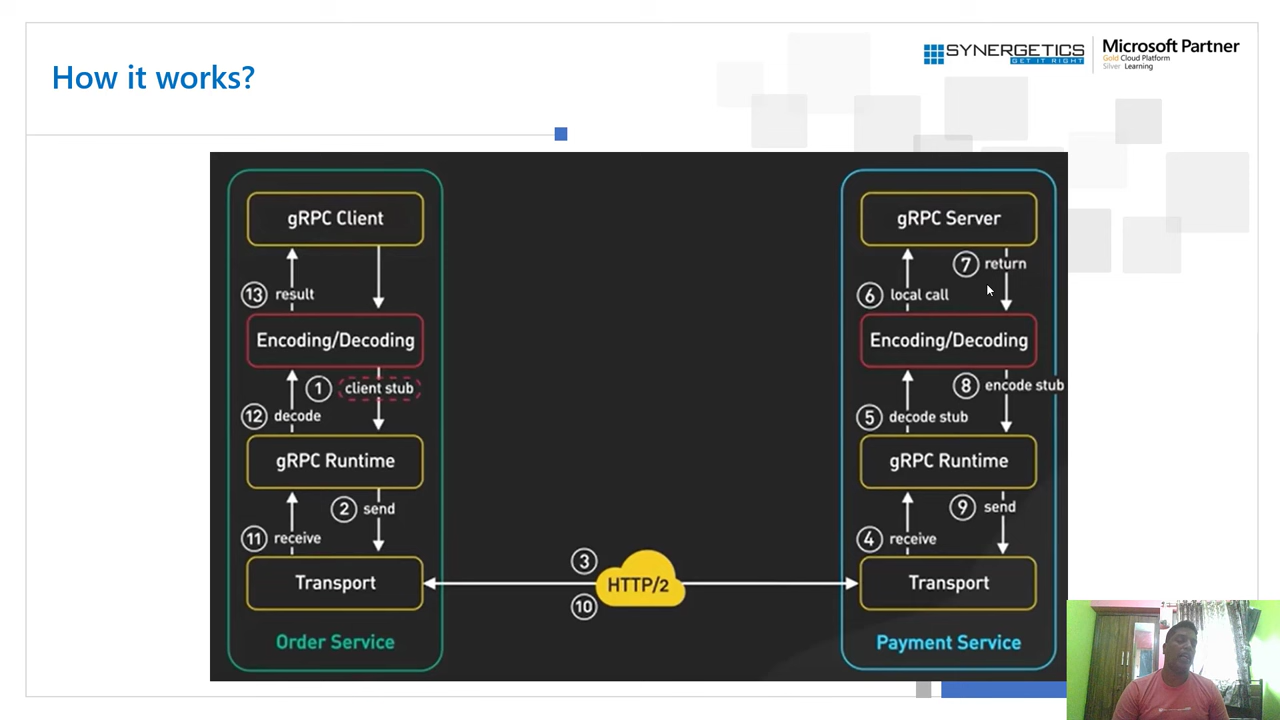 How it works?
SYNERGETICS
GET IT RIGHT
Microsoft Partner
Gold Cloud Platform
Silver Learning
gRPC Client
13 result
Encoding/Decoding
1 client stub
12 decode
gRPC Runtime
2 send
11 receive
Transport
Order Service
3
HTTP/2
10
gRPC Server
7 return
6 local call
Encoding/Decoding
8 encode stub
5 decode stub
gRPC Runtime
9 send
4 receive
Transport
Payment Service